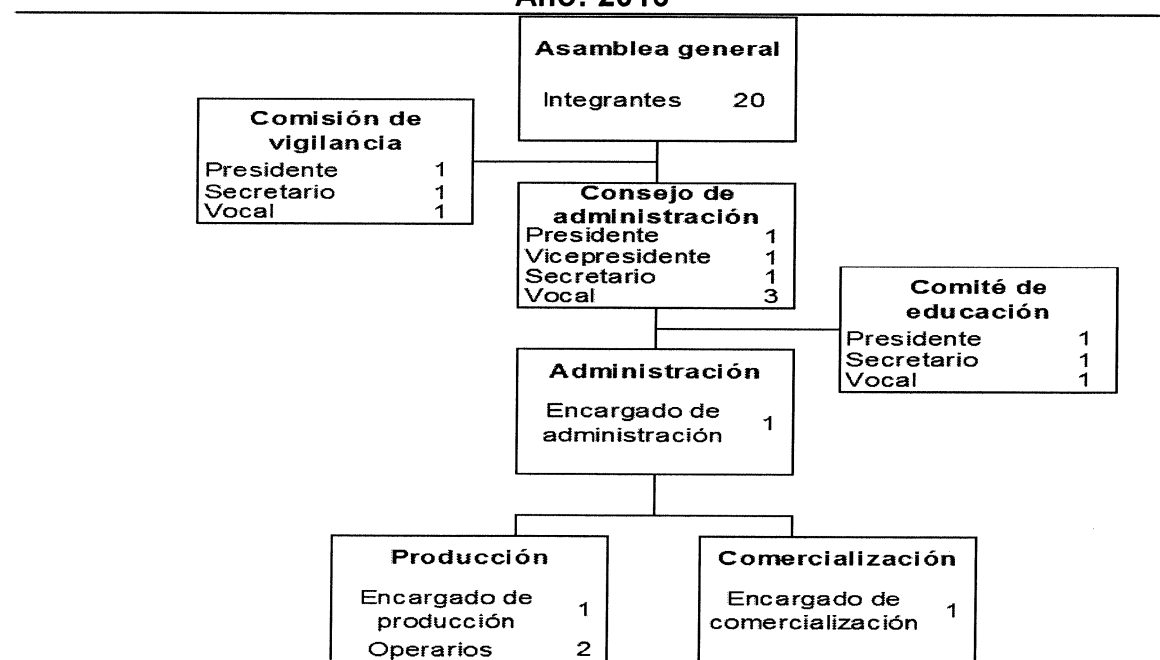 Asamblea general
Integrantes 20
Comisión de
vigilancia
Presidente 1
Secretario 1
Vocal 1
Consejo de
administración
Presidente 1
Vicepresidente 1
Secretario 1
Vocal 3
Comité de
educación
Presidente 1
Secretario 1
Vocal 1
Administración
Encargado de
administración 1
Producción
Encargado de
producción 1
Operarios 2
Comercialización
Encargado de
comercialización 1